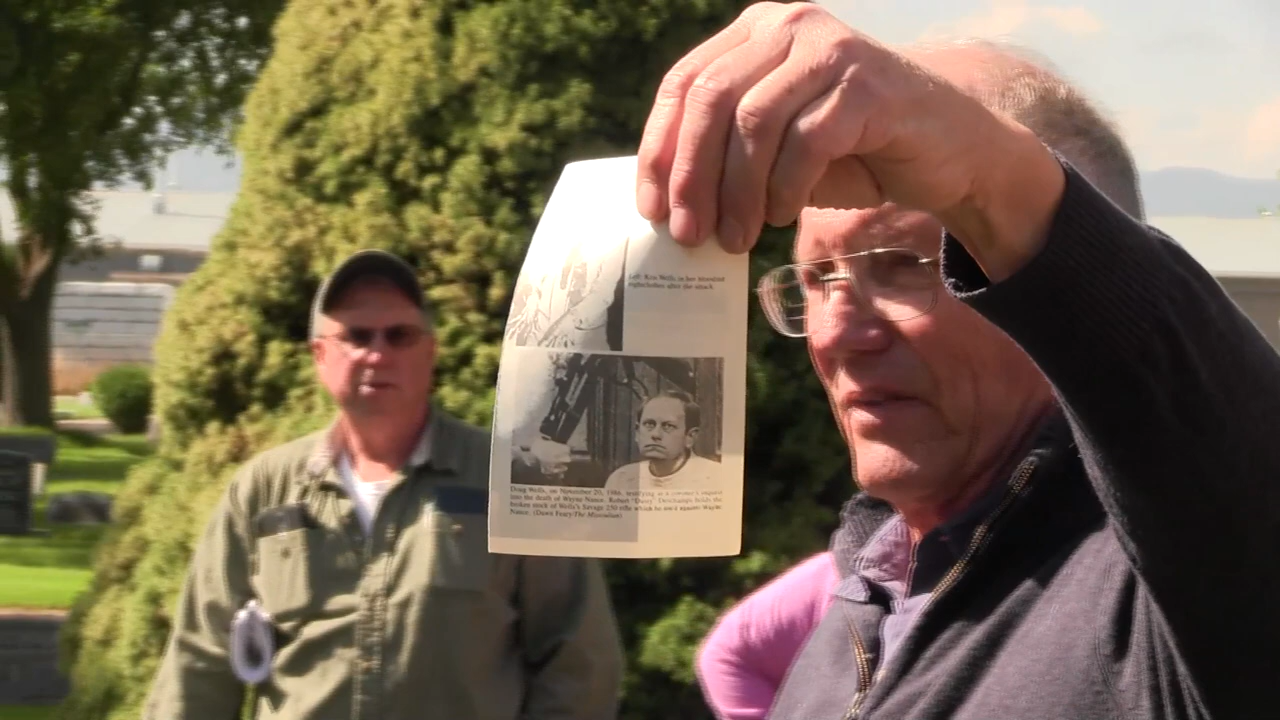 Left: Kris Wells in her bloodied
nightclothes after the attack
Doug Wells, on November 20, 1986, testifying at a coroner's inquest
into the death of Wayne Nance. Robert "Dusty" Deschamps holds the
broken stock of Wells's Savage 250 rifle which he used against Wayne
Nance. (Dawn Feary/The Missoulian)